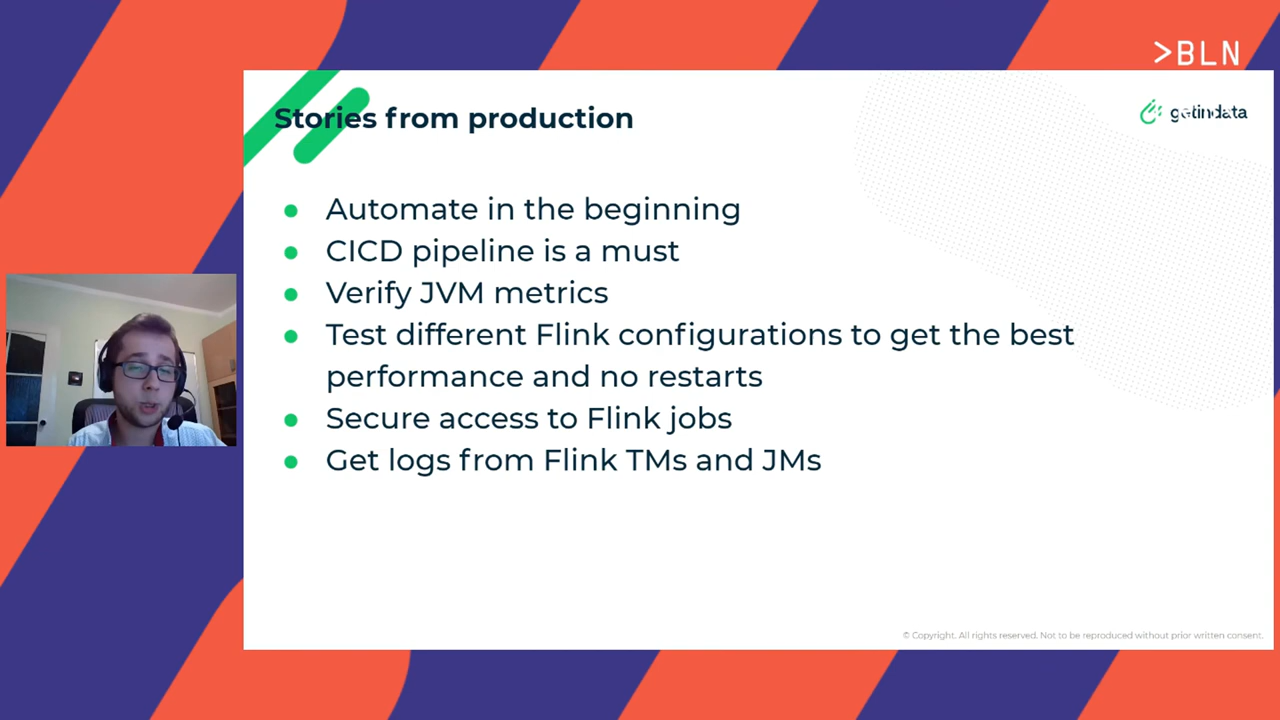 >BLN
Stories from production
getindata
Automate in the beginning
CICD pipeline is a must
Verify JVM metrics
Test different Flink configurations to get the best
performance and no restarts
Secure access to Flink jobs
Get logs from Flink TMs and JMs
© Copyright. All rights reserved. Not to be reproduced without prior written consent.